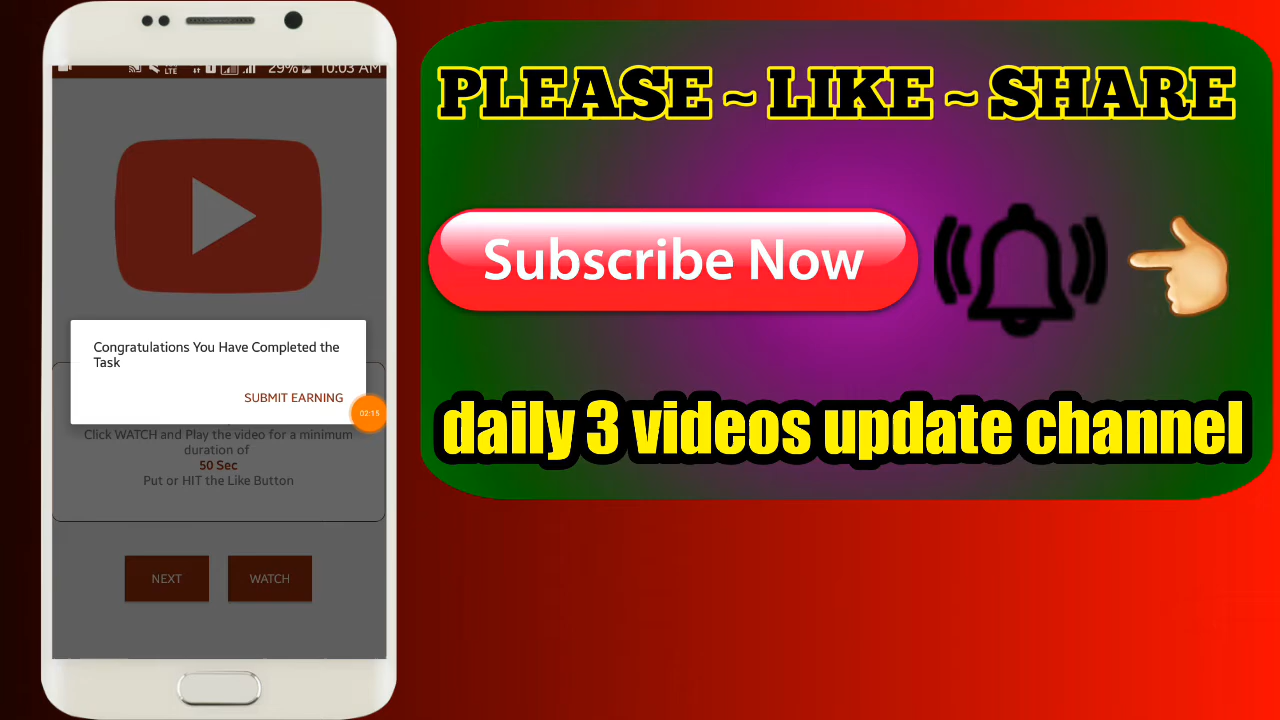 LTE 29% 10:03 AM
Congratulations You Have Completed the
Task
SUBMIT EARNING
02:15
Click WATCH and Play the video for a minimum
duration of
50 Sec
Put or HIT the Like Button
NEXT WATCH
PLEASE ~ LIKE ~ SHARE
Subscribe Now
daily 3 videos update channel